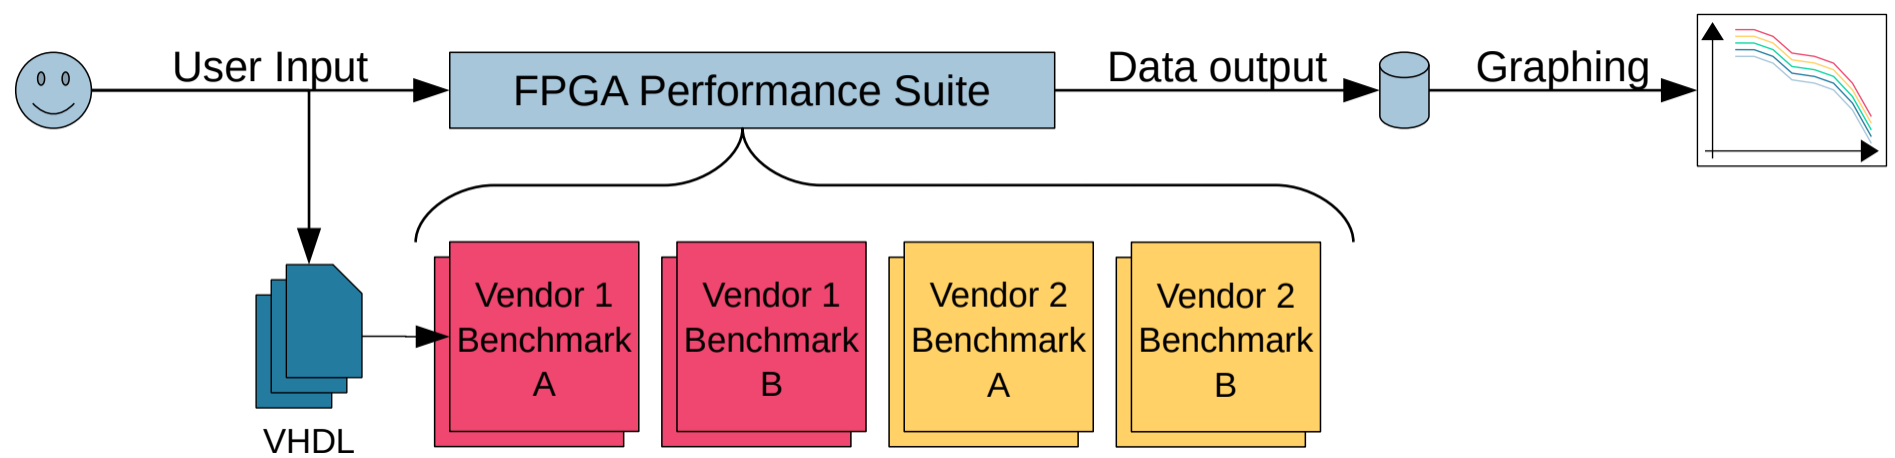 User Input
FPGA Performance Suite
Data output
Graphing
Vendor 1
Benchmark
A
Vendor 1
Benchmark
B
Vendor 2
Benchmark
A
Vendor 2
Benchmark
B
VHDL